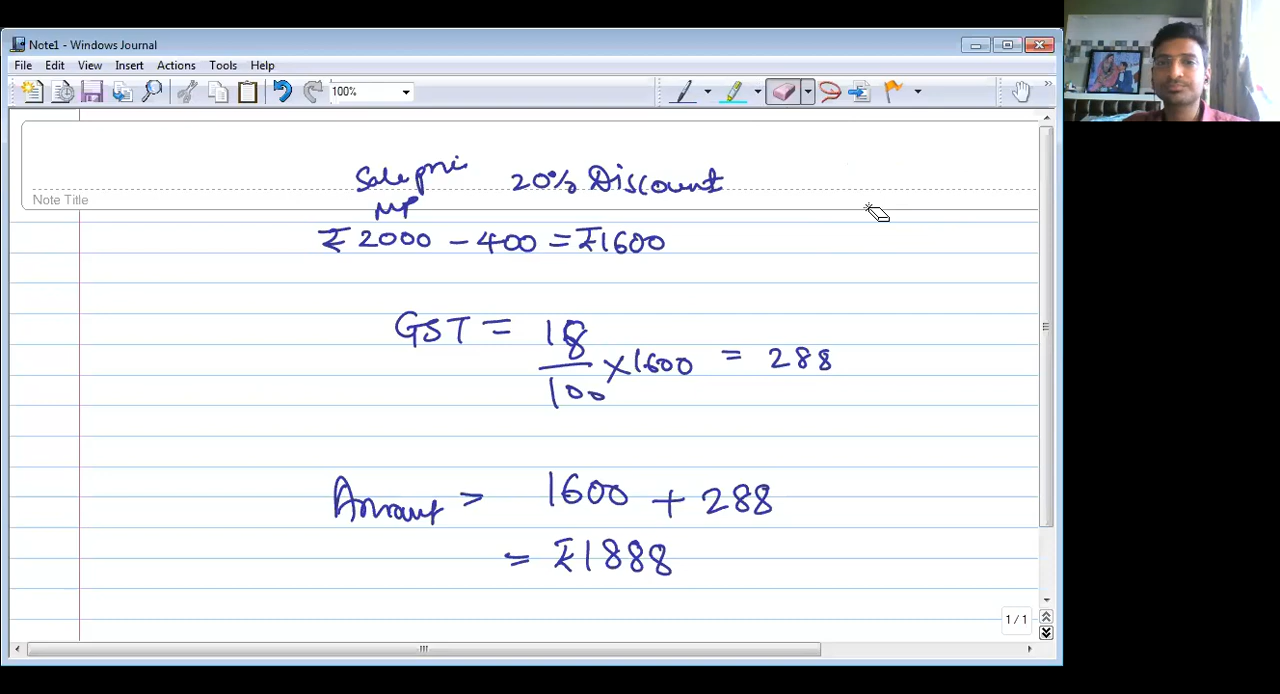 Note1 - Windows Journal
File Edit View Insert Actions Tools Help
100%
Sale pri 20% Discount
Note Title
MP
₹ 2000 - 400 = ₹1600
GST = 18
100 × 1600 = 288
Amount > 1600 + 288
= ₹1888
1 / 1